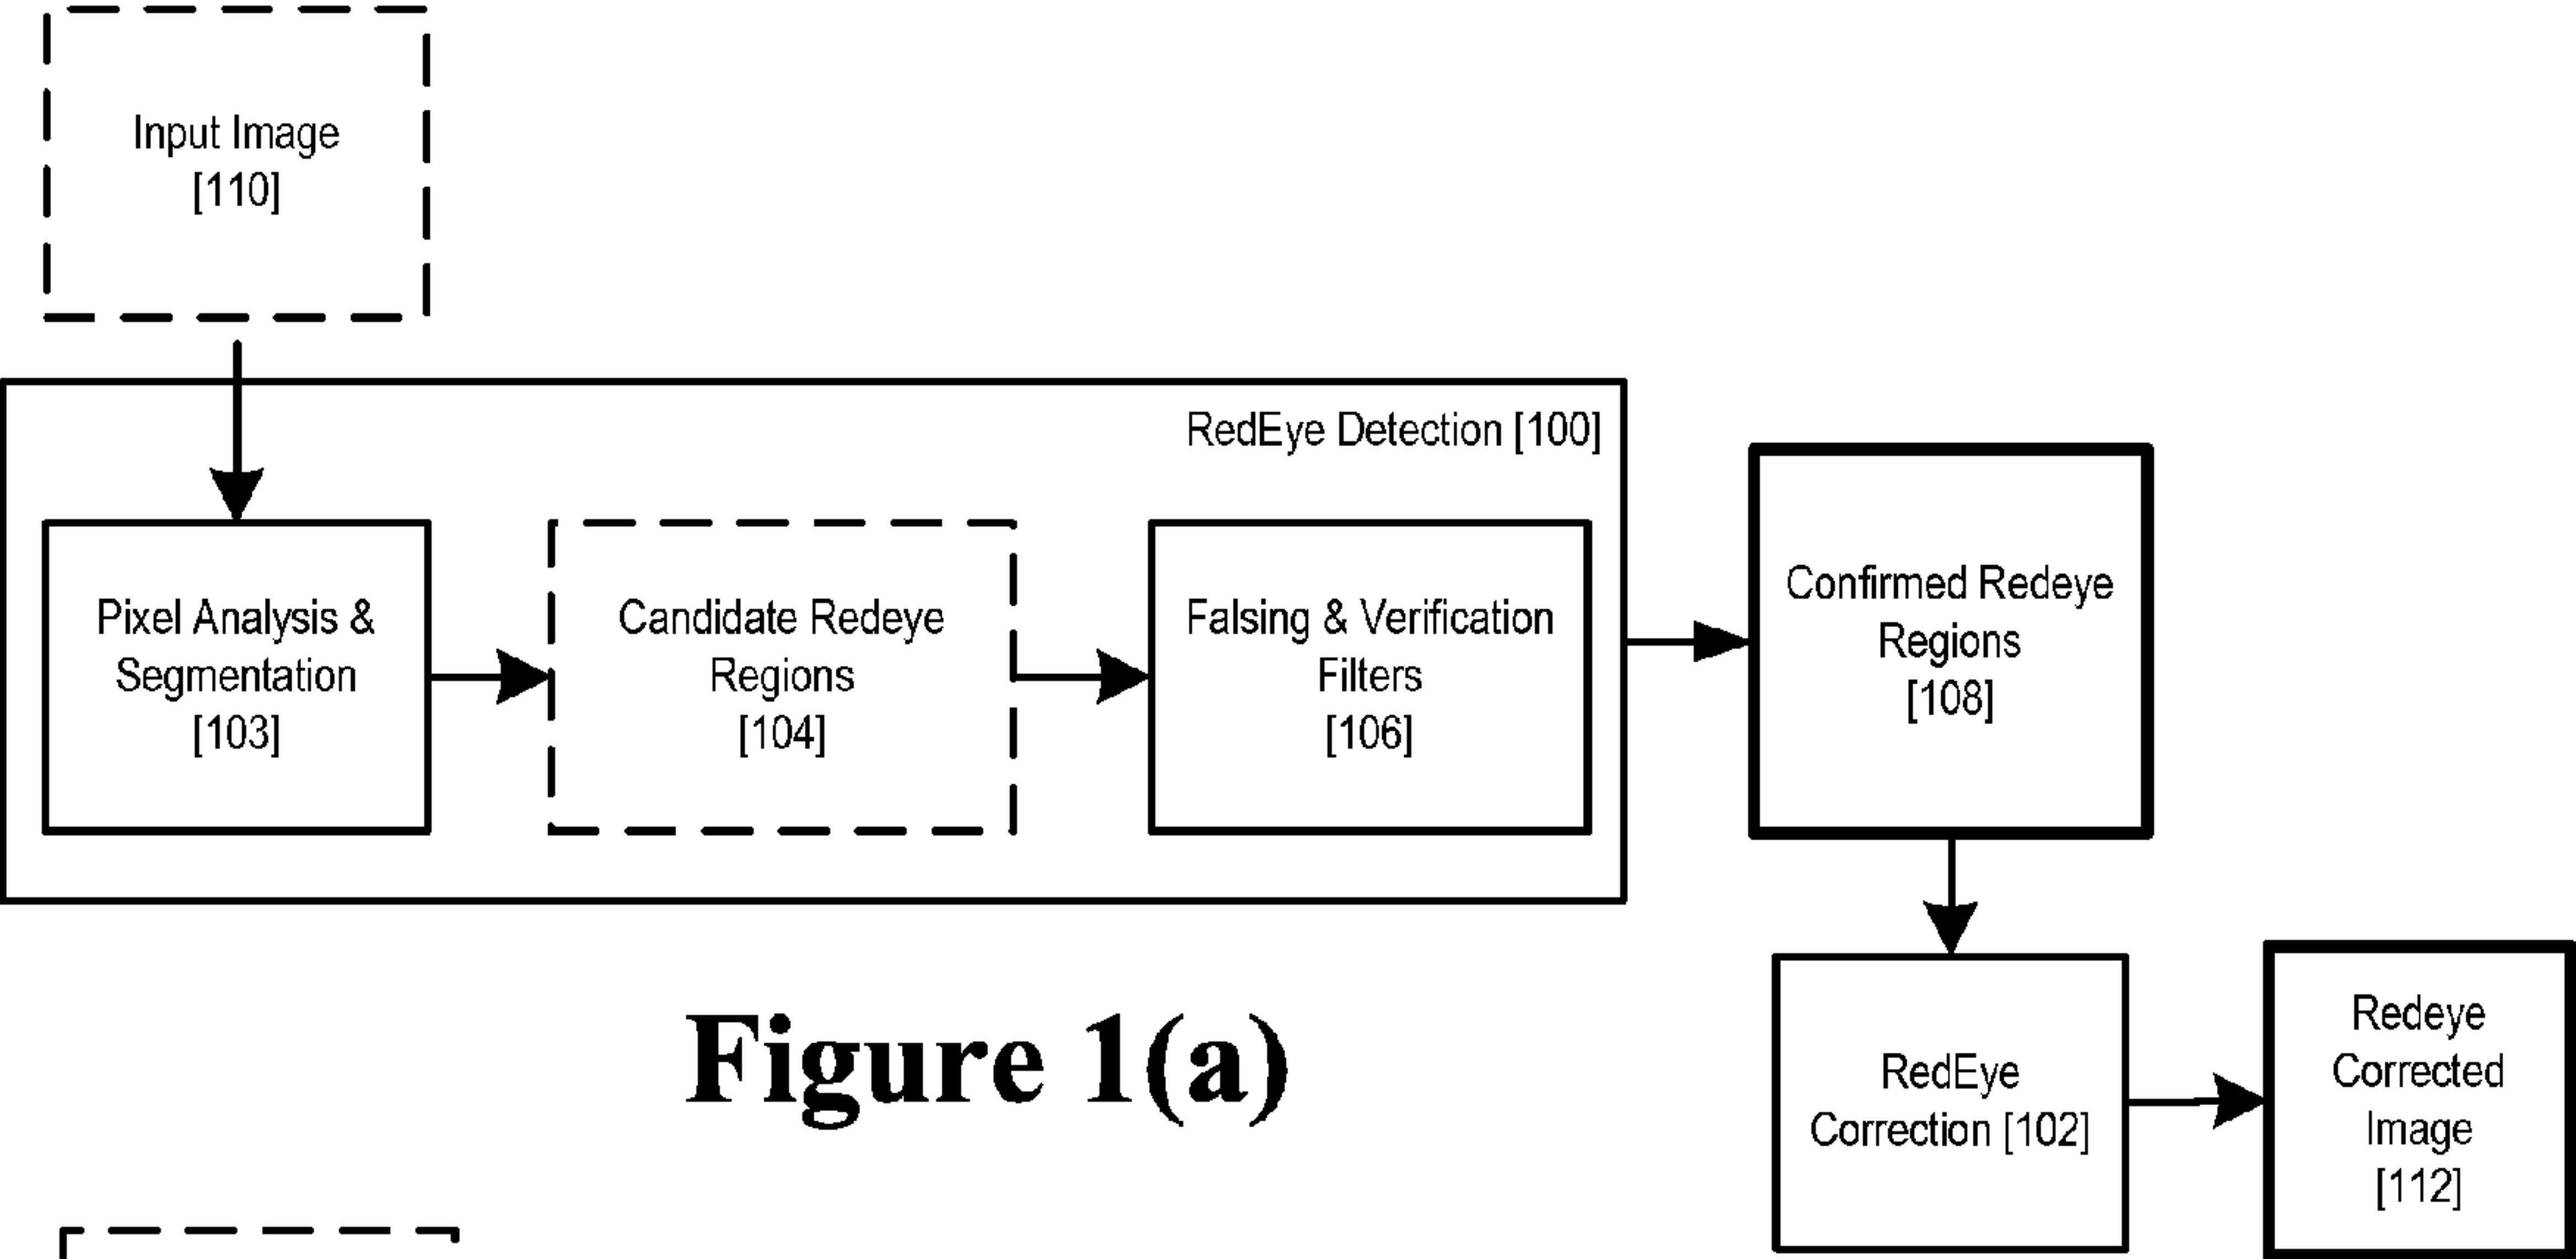 Input Image
[110]
RedEye Detection [100]
Pixel Analysis &
Segmentation
[103]
Candidate Redeye
Regions
[104]
Falsing & Verification
Filters
[106]
Confirmed Redeye
Regions
[108]
RedEye
Correction [102]
Redeye
Corrected
Image
[112]
Figure 1(a)